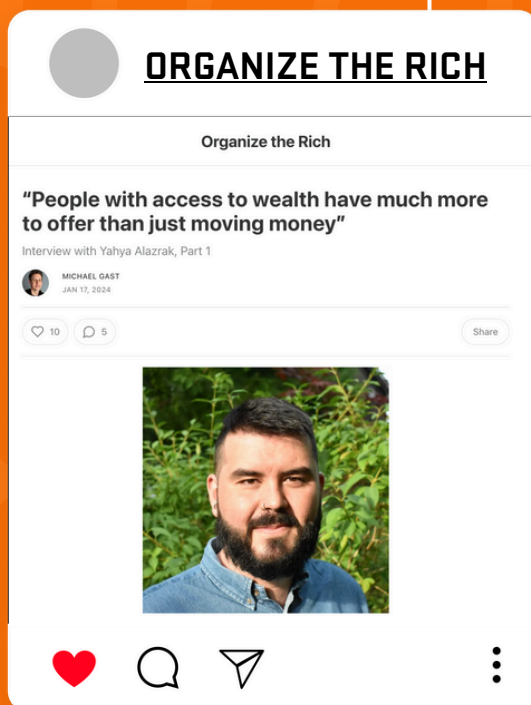 ORGANIZE THE RICH
Organize the Rich
“People with access to wealth have much more
to offer than just moving money”
Interview with Yahya Alazrak, Part 1
MICHAEL GAST
JAN 17, 2024
10
5
Share